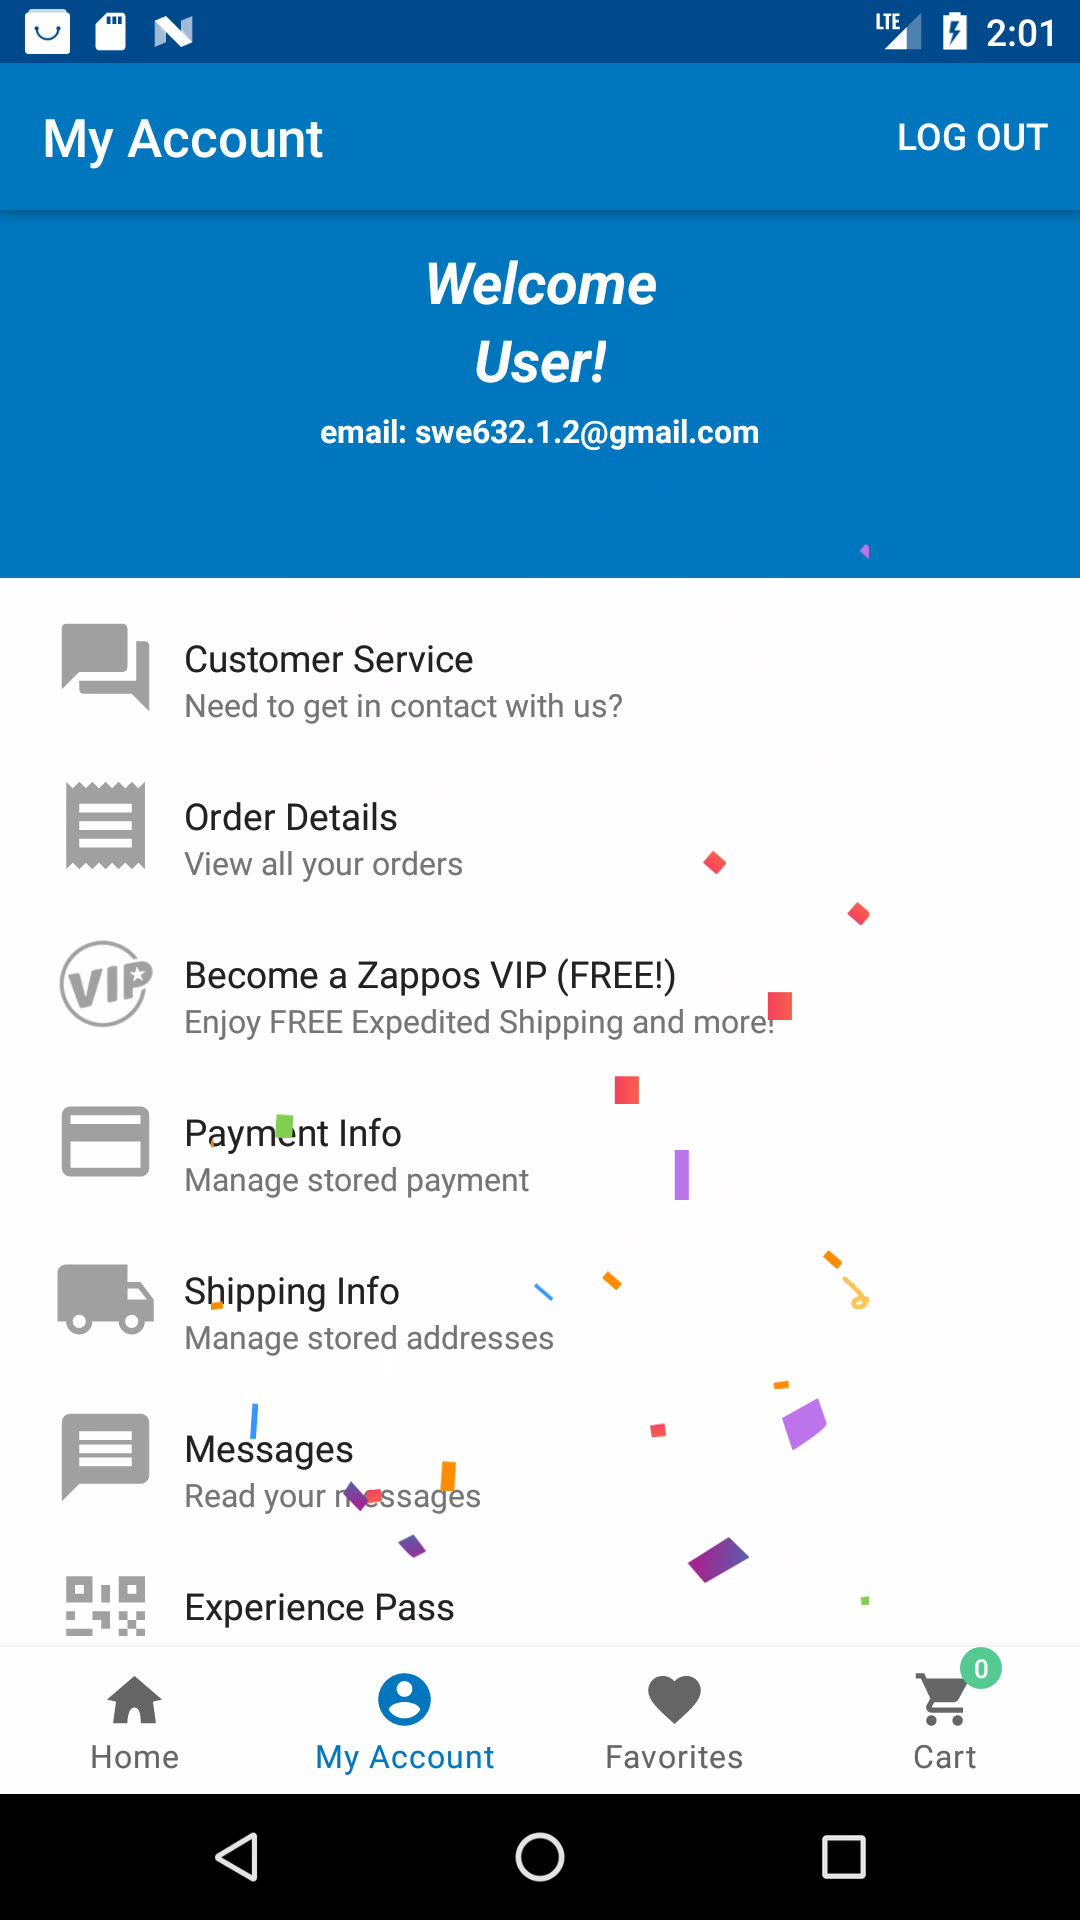 LTE 2:01
My Account LOG OUT
Welcome
User!
email: swe632.1.2@gmail.com
Customer Service
Need to get in contact with us?
Order Details
View all your orders
VIP
Become a Zappos VIP (FREE!)
Enjoy FREE Expedited Shipping and more!
Payment Info
Manage stored payment
Shipping Info
Manage stored addresses
Messages
Read your messages
Experience Pass
0
Home My Account Favorites Cart